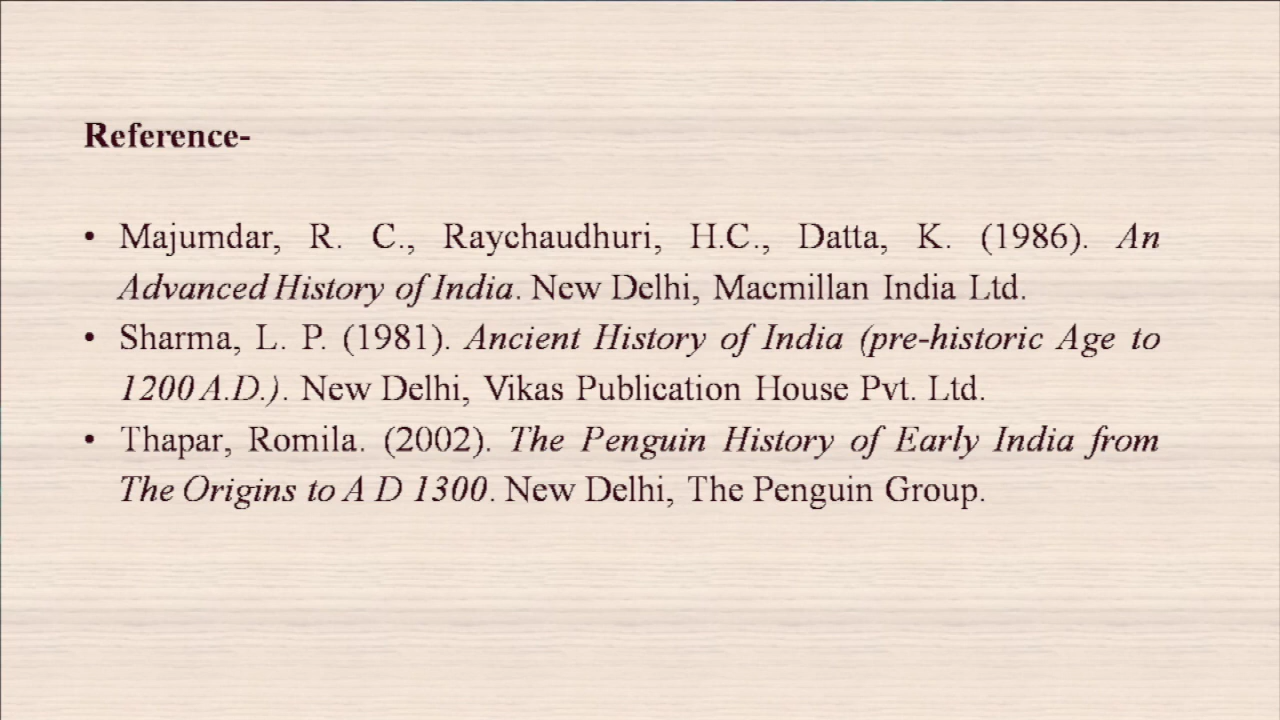 Reference-
• Majumdar, R. C., Raychaudhuri, H.C., Datta, K. (1986). An
Advanced History of India. New Delhi, Macmillan India Ltd.
• Sharma, L. P. (1981). Ancient History of India (pre-historic Age to
1200 A.D.). New Delhi, Vikas Publication House Pvt. Ltd.
• Thapar, Romila. (2002). The Penguin History of Early India from
The Origins to A D 1300. New Delhi, The Penguin Group.